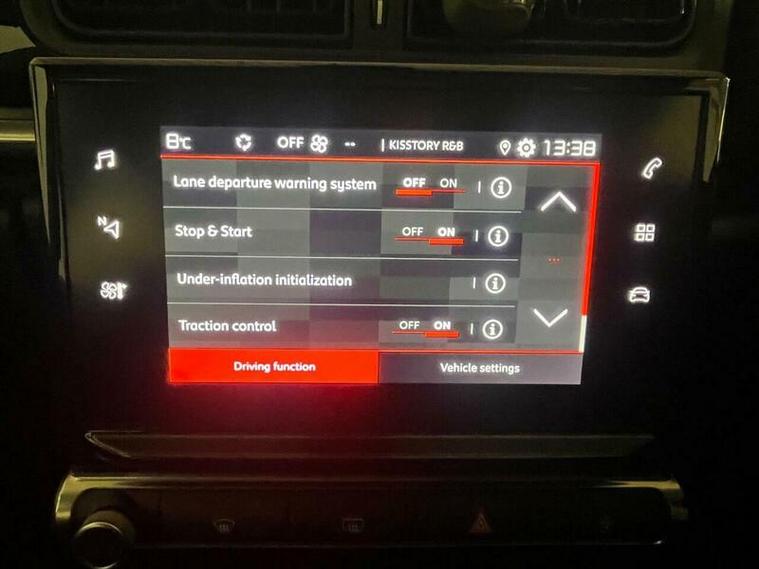 8°C OFF -- | KISSTORY R&B 13:38
Lane departure warning system OFF ON
Stop & Start OFF ON
Under-inflation initialization
Traction control OFF ON
Driving function Vehicle settings
N